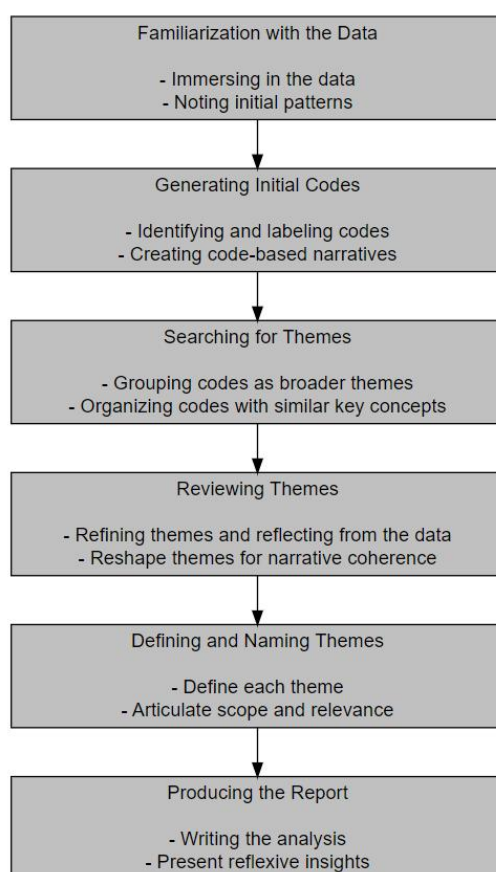 Familiarization with the Data
- Immersing in the data
- Noting initial patterns
Generating Initial Codes
- Identifying and labeling codes
- Creating code-based narratives
Searching for Themes
- Grouping codes as broader themes
- Organizing codes with similar key concepts
Reviewing Themes
- Refining themes and reflecting from the data
- Reshape themes for narrative coherence
Defining and Naming Themes
- Define each theme
- Articulate scope and relevance
Producing the Report
- Writing the analysis
- Present reflexive insights